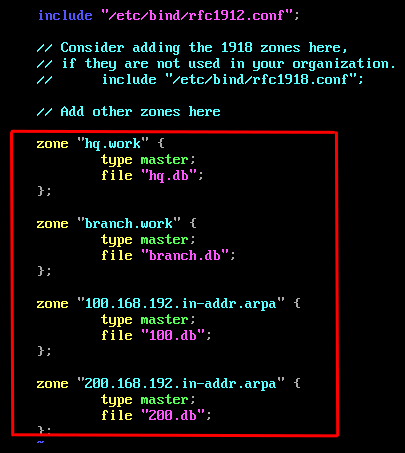 include "/etc/bind/rfc1912.conf";
// Consider adding the 1918 zones here,
// if they are not used in your organization.
//      include "/etc/bind/rfc1918.conf";
// Add other zones here
zone "hq.work" {
        type master;
        file "hq.db";
};
zone "branch.work" {
        type master;
        file "branch.db";
};
zone "100.168.192.in-addr.arpa" {
        type master;
        file "100.db";
};
zone "200.168.192.in-addr.arpa" {
        type master;
        file "200.db";
};
~